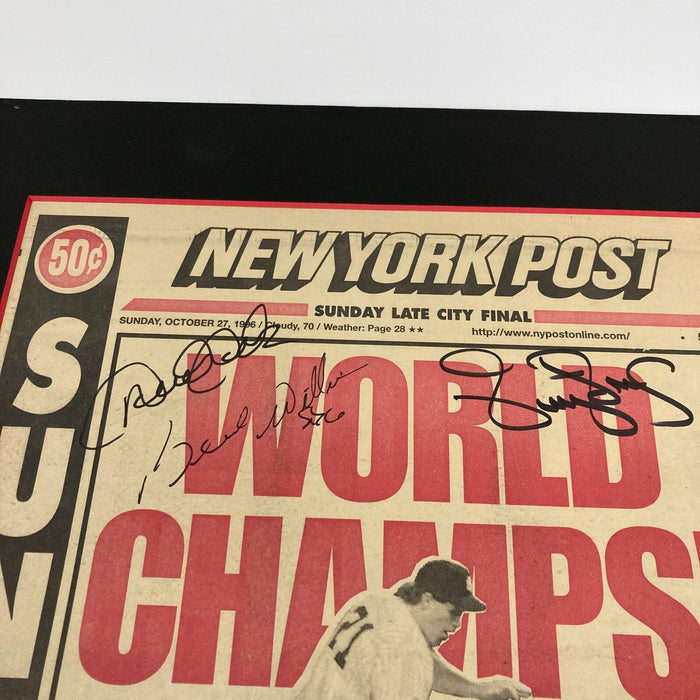 50¢
NEW YORK POST
SUNDAY LATE CITY FINAL
SUNDAY, OCTOBER 27, 1996 / Cloudy, 70 / Weather: Page 28 ★★
http://www.nypostonline.com/
SUN
WORLD
CHAMPS
21